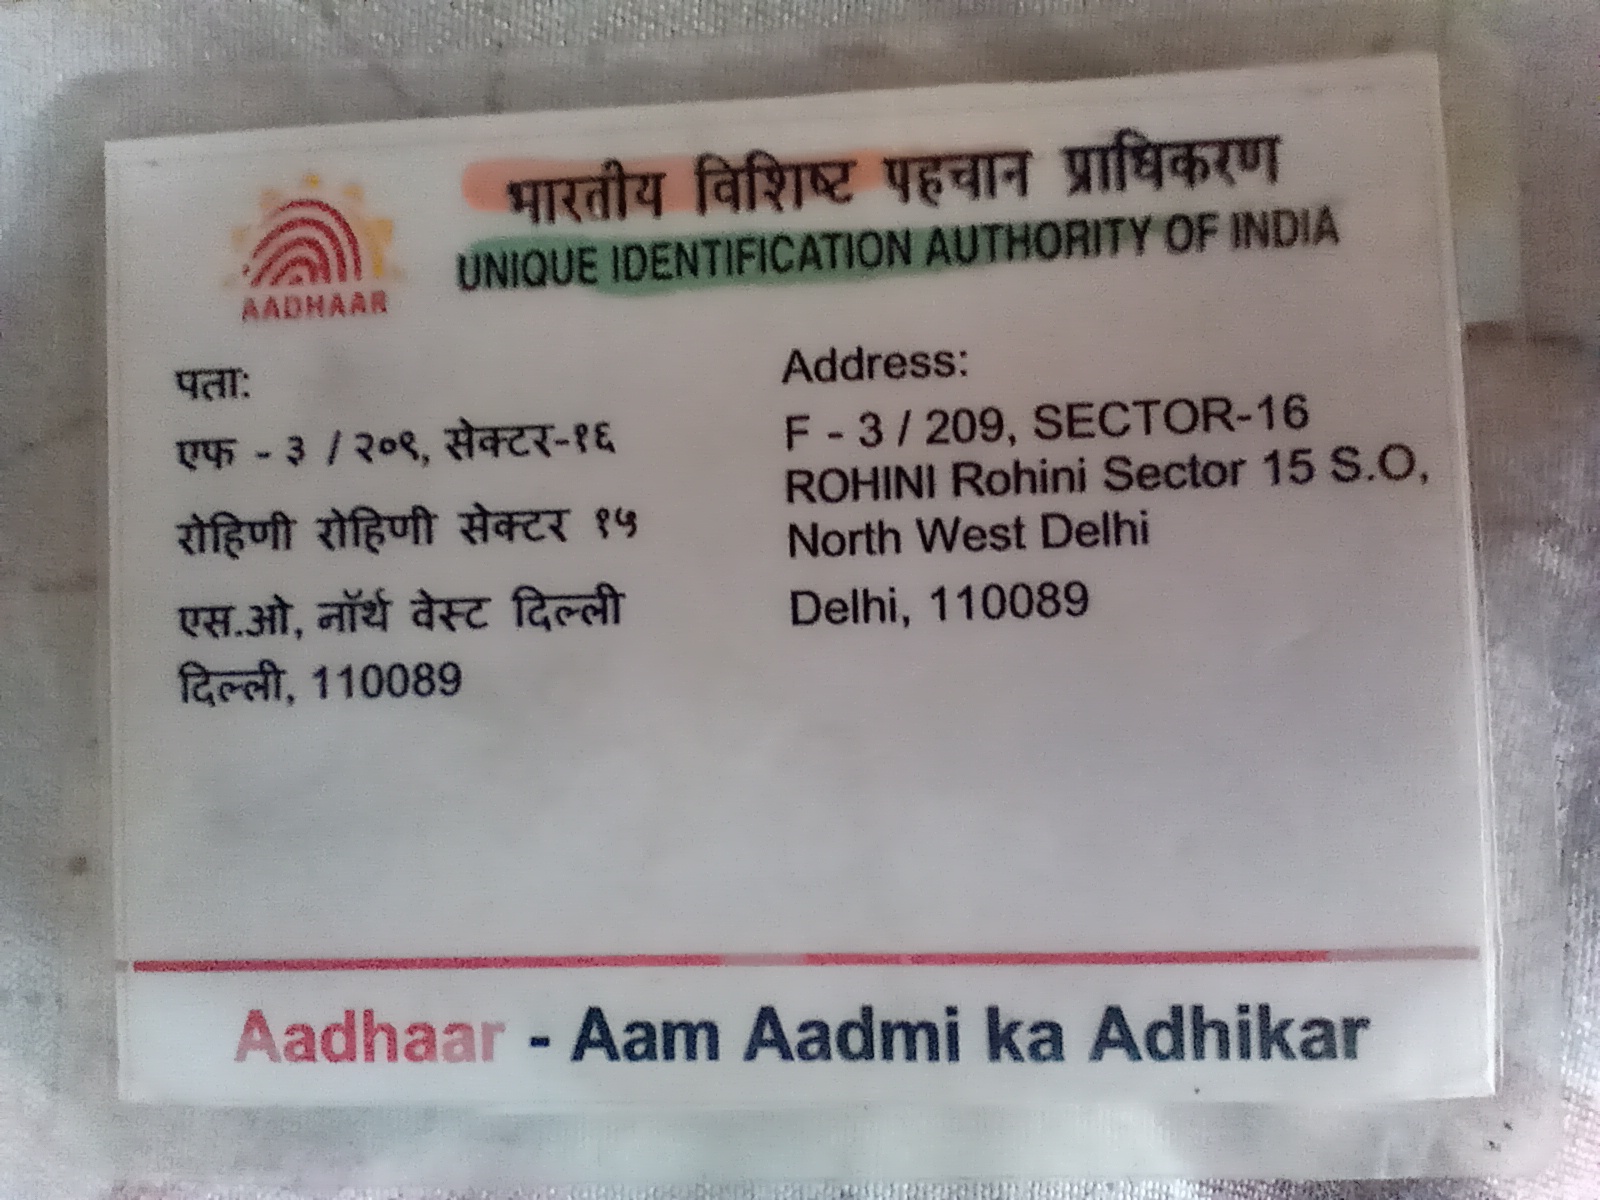 भारतीय विशिष्ट पहचान प्राधिकरण
UNIQUE IDENTIFICATION AUTHORITY OF INDIA
AADHAAR
पता:
एफ - ३ / २०९, सेक्टर-१६
रोहिणी रोहिणी सेक्टर १५
एस.ओ, नॉर्थ वेस्ट दिल्ली
दिल्ली, 110089
Address:
F - 3 / 209, SECTOR-16
ROHINI Rohini Sector 15 S.O,
North West Delhi
Delhi, 110089
Aadhaar - Aam Aadmi ka Adhikar